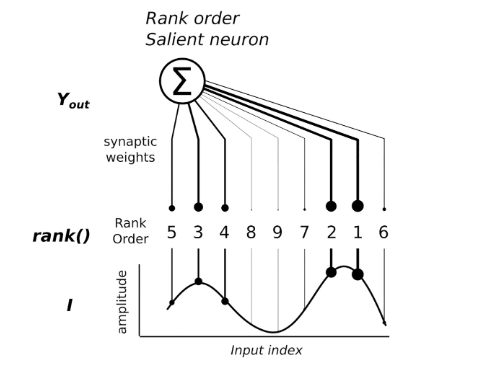 Rank order
Salient neuron
Σ
Yout
synaptic
weights
rank()
Rank
Order
5 3 4 8 9 7 2 1 6
I
amplitude
Input index